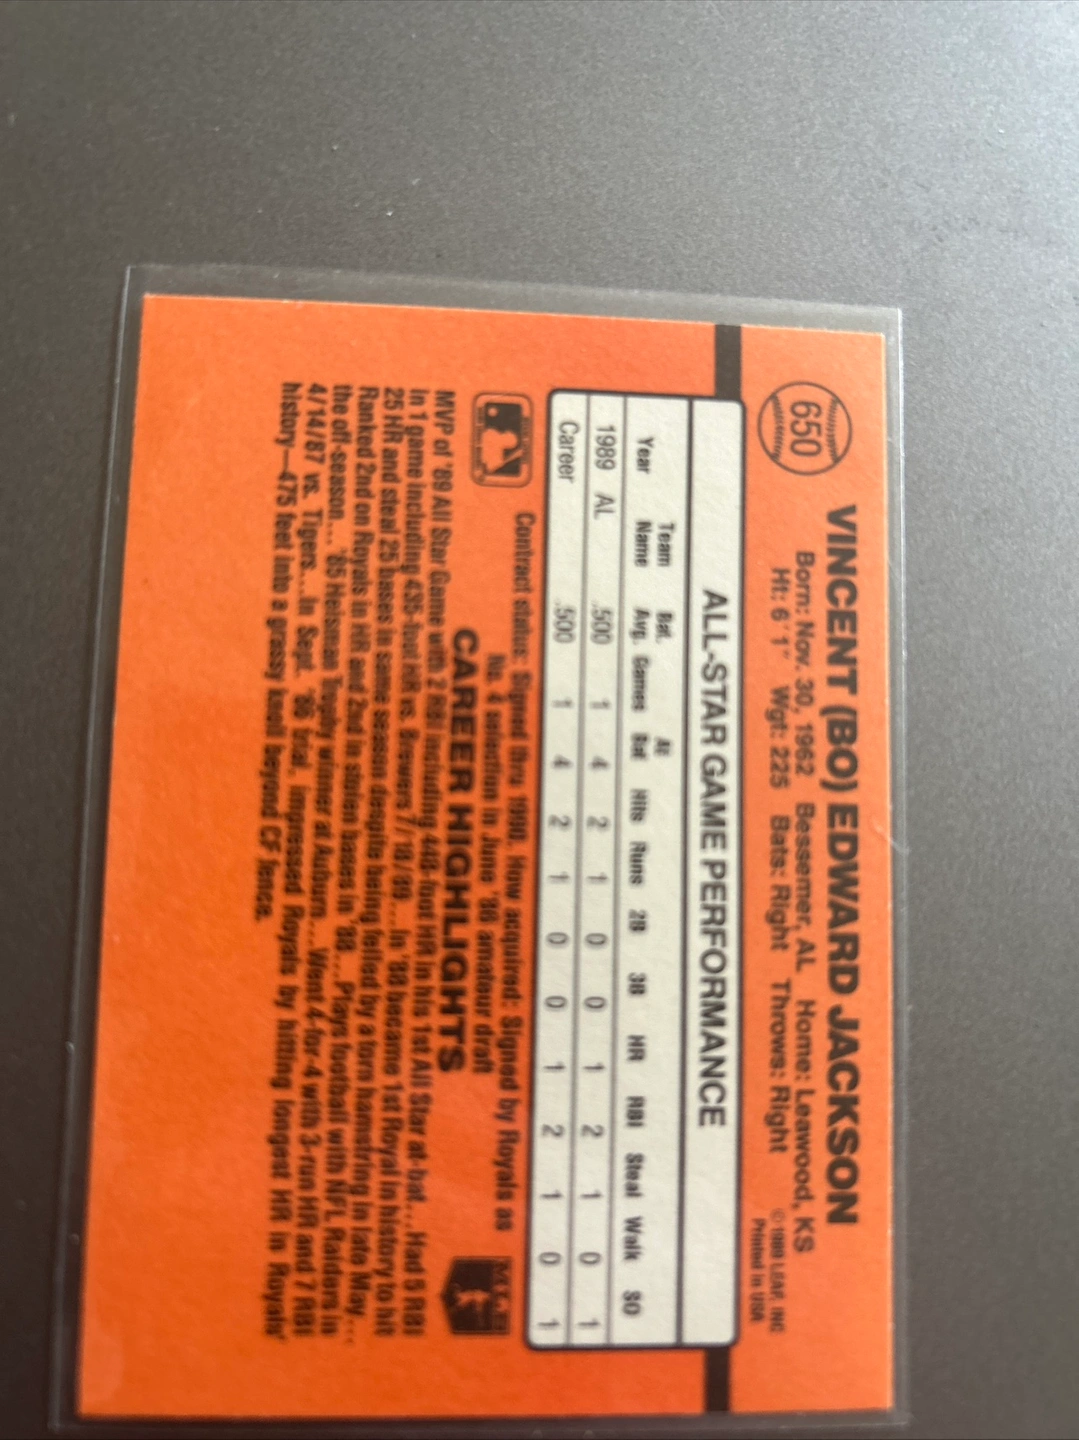 650
VINCENT (BO) EDWARD JACKSON
Born: Nov. 30, 1962 Bessemer, AL Home: Leawood, KS
Ht: 6'1" Wgt: 225 Bats: Right Throws: Right
© 1989 LEAF, INC.
Printed in USA
ALL-STAR GAME PERFORMANCE
Year Team Name Bat. Avg. Games At Bat Hits Runs 2B 3B HR RBI Steal Walk SO
1989 AL .500 1 4 2 1 0 0 1 2 1 0 1
Career .500 1 4 2 1 0 0 1 2 1 0 1
Contract status: Signed thru 1990. How acquired: Signed by Royals as
No. 4 selection in June '86 amateur draft
CAREER HIGHLIGHTS
MVP of '89 All Star Game with 2 RBI including 448-foot HR in his 1st All Star at-bat...Had 5 RBI
in 1 game including 435-foot HR vs. Brewers 7/18/89...In '88 became 1st Royal in history to hit
25 HR and steal 25 bases in same season despite being felled by a torn hamstring in late May...
Ranked 2nd on Royals in HR and 2nd in stolen bases in '88...Plays football with NFL Raiders in
the off-season...'85 Heisman Trophy winner at Auburn...Went 4-for-4 with 3-run HR and 7 RBI
4/14/87 vs. Tigers...In Sept. '86 trial, impressed Royals by hitting longest HR in Royals'
history—475 feet into a grassy knoll beyond CF fence.